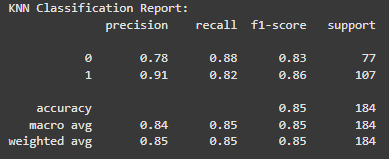 KNN Classification Report:
precision recall f1-score support
0 0.78 0.88 0.83 77
1 0.91 0.82 0.86 107
accuracy 0.85 184
macro avg 0.84 0.85 0.85 184
weighted avg 0.85 0.85 0.85 184